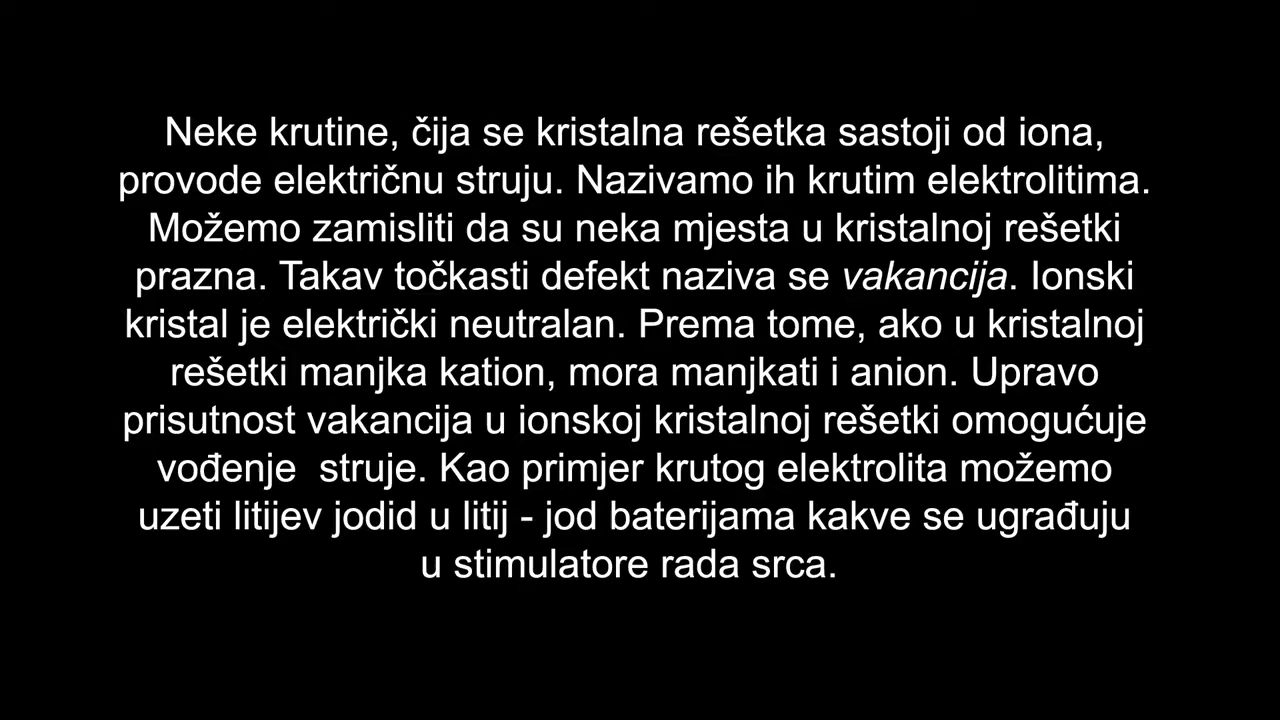 Neke krutine, čija se kristalna rešetka sastoji od iona,
provode električnu struju. Nazivamo ih krutim elektrolitima.
Možemo zamisliti da su neka mjesta u kristalnoj rešetki
prazna. Takav točkasti defekt naziva se vakancija. Ionski
kristal je električki neutralan. Prema tome, ako u kristalnoj
rešetki manjka kation, mora manjkati i anion. Upravo
prisutnost vakancija u ionskoj kristalnoj rešetki omogućuje
vođenje  struje. Kao primjer krutog elektrolita možemo
uzeti litijev jodid u litij - jod baterijama kakve se ugrađuju
u stimulatore rada srca.